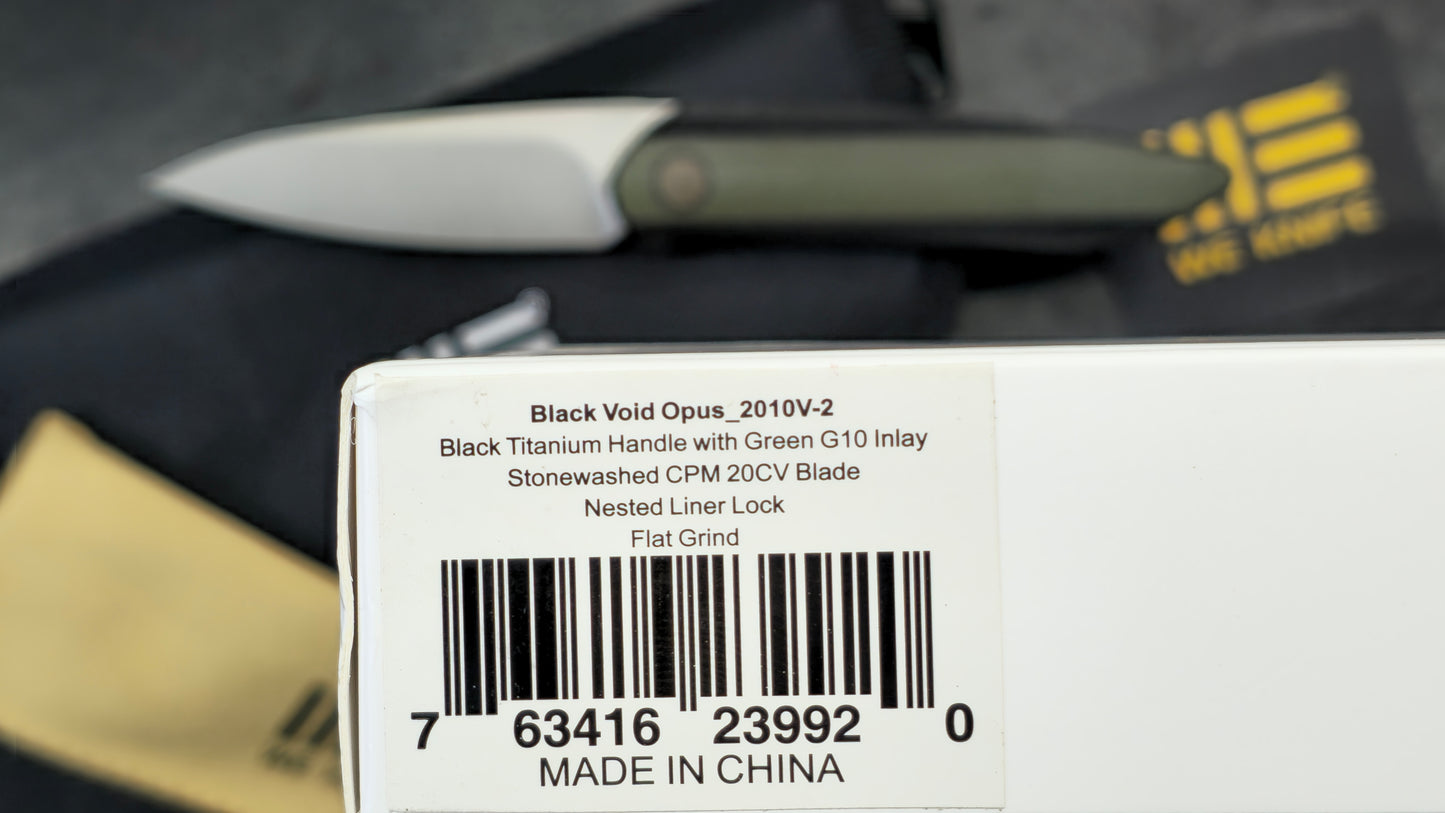 WE KNIFE
Black Void Opus_2010V-2
Black Titanium Handle with Green G10 Inlay
Stonewashed CPM 20CV Blade
Nested Liner Lock
Flat Grind
7 63416 23992 0
MADE IN CHINA